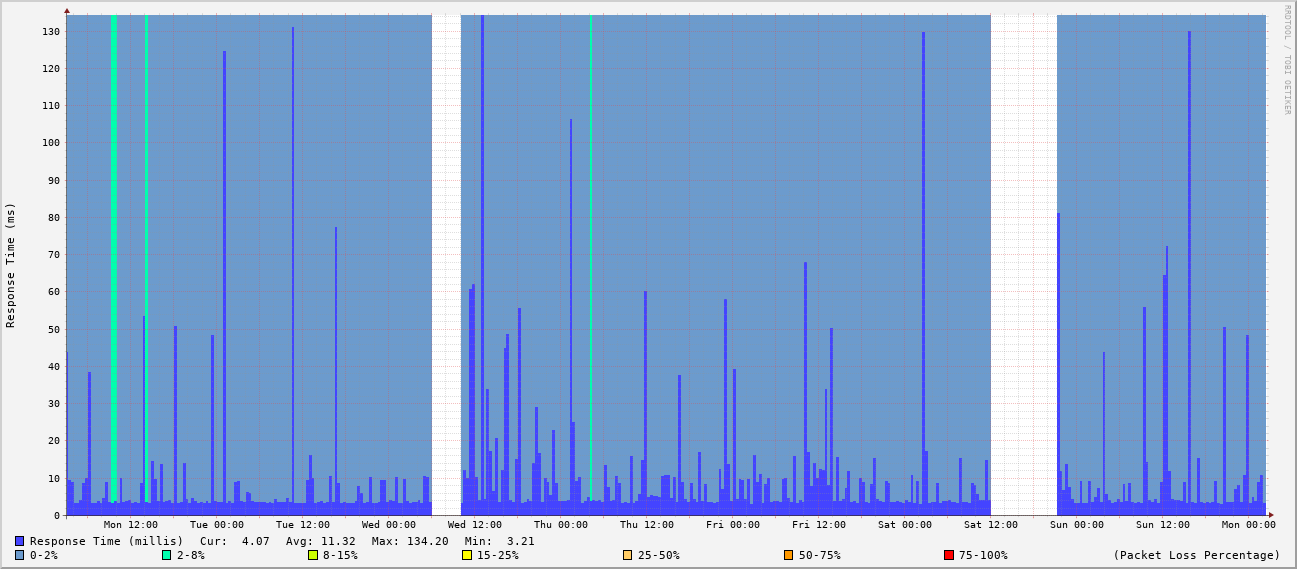 RRDTOOL / TOBI OETIKER
Response Time (ms)
130
120
110
100
90
80
70
60
50
40
30
20
10
0
Mon 12:00 Tue 00:00 Tue 12:00 Wed 00:00 Wed 12:00 Thu 00:00 Thu 12:00 Fri 00:00 Fri 12:00 Sat 00:00 Sat 12:00 Sun 00:00 Sun 12:00 Mon 00:00
Response Time (millis) Cur: 4.07 Avg: 11.32 Max: 134.20 Min: 3.21
0-2% 2-8% 8-15% 15-25% 25-50% 50-75% 75-100% (Packet Loss Percentage)